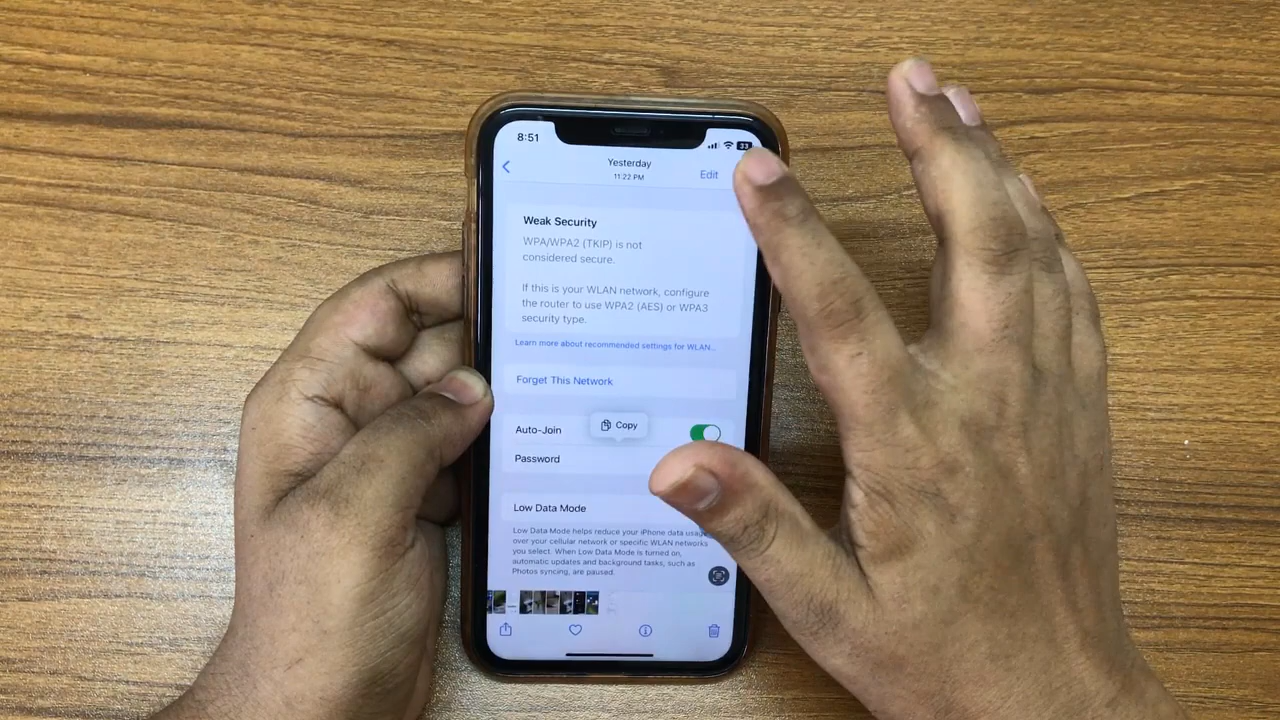 8:51
33
Yesterday
11:22 PM
Edit
Weak Security
WPA/WPA2 (TKIP) is not
considered secure.
If this is your WLAN network, configure
the router to use WPA2 (AES) or WPA3
security type.
Learn more about recommended settings for WLAN...
Forget This Network
Copy
Auto-Join
Password
Low Data Mode
Low Data Mode helps reduce your iPhone data usage
over your cellular network or specific WLAN networks
you select. When Low Data Mode is turned on,
automatic updates and background tasks, such as
Photos syncing, are paused.